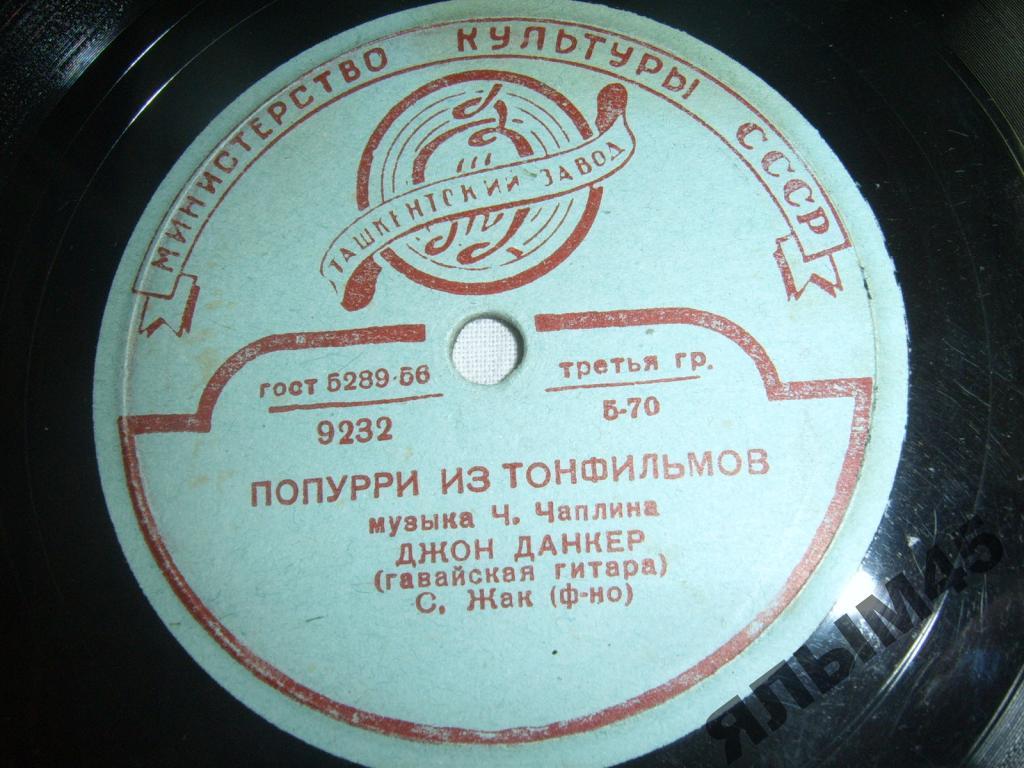 МИНИСТЕРСТВО КУЛЬТУРЫ СССР
ТАШКЕНТСКИЙ ЗАВОД
гост 5289-56
третья гр.
9232
5-70
ПОПУРРИ ИЗ ТОНФИЛЬМОВ
музыка Ч. Чаплина
ДЖОН ДАНКЕР
(гавайская гитара)
С. Жак (ф-но)
ЯЛЫМ45